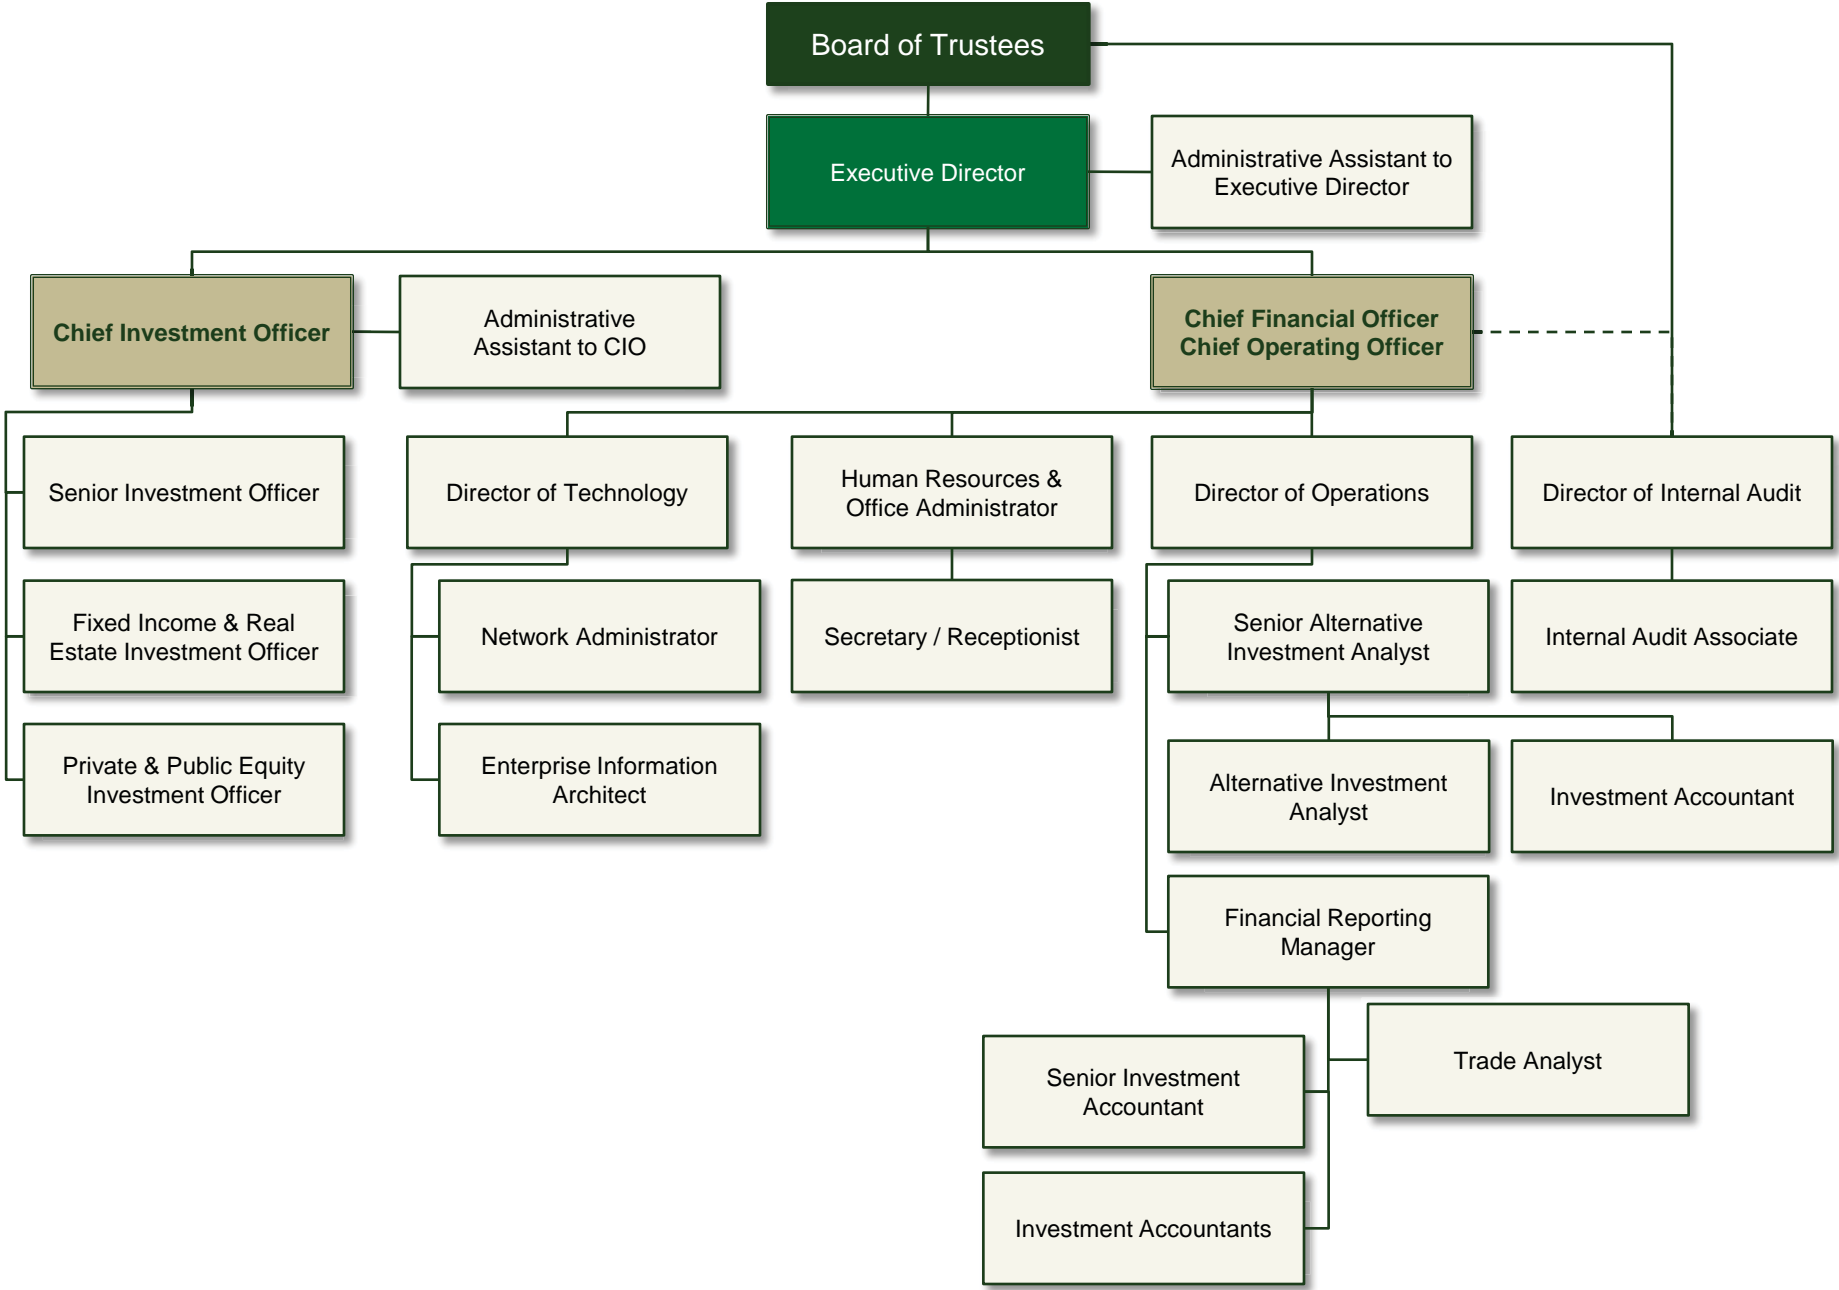 Board of Trustees
Executive Director
Administrative Assistant to
Executive Director
Chief Investment Officer
Administrative
Assistant to CIO
Chief Financial Officer
Chief Operating Officer
Senior Investment Officer
Director of Technology
Human Resources &
Office Administrator
Director of Operations
Director of Internal Audit
Fixed Income & Real
Estate Investment Officer
Network Administrator
Secretary / Receptionist
Senior Alternative
Investment Analyst
Internal Audit Associate
Private & Public Equity
Investment Officer
Enterprise Information
Architect
Alternative Investment
Analyst
Investment Accountant
Financial Reporting
Manager
Senior Investment
Accountant
Trade Analyst
Investment Accountants